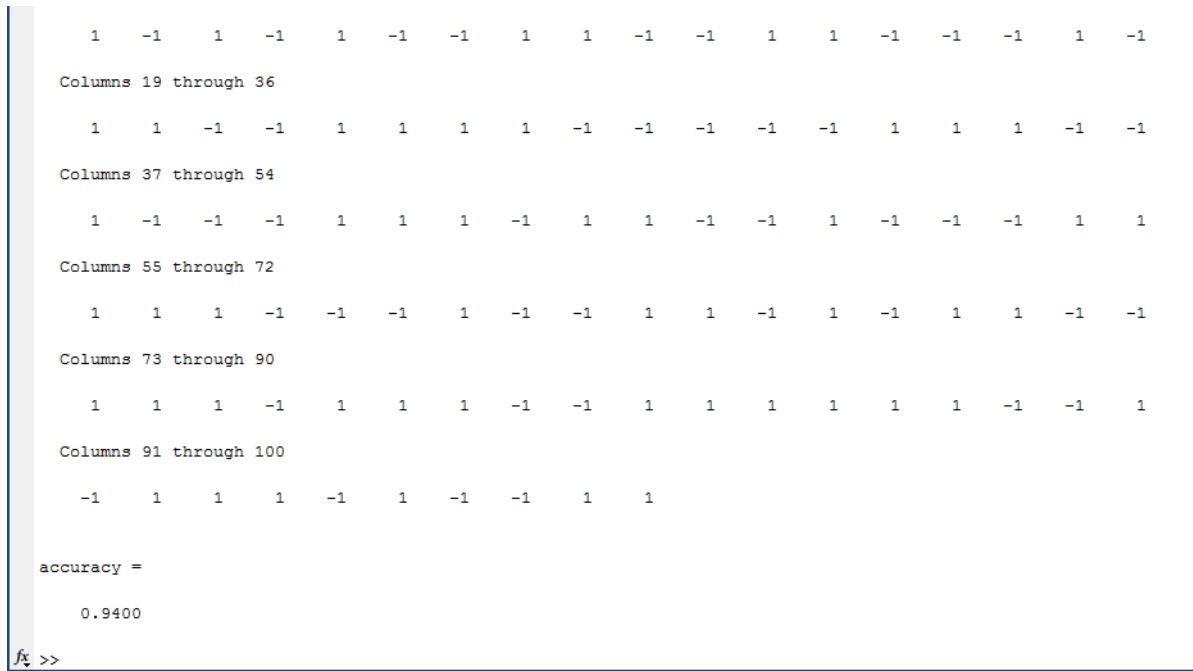 1 -1 1 -1 1 -1 -1 1 1 -1 -1 1 1 -1 -1 -1 1 -1
Columns 19 through 36
1 1 -1 -1 1 1 1 1 -1 -1 -1 -1 -1 1 1 1 -1 -1
Columns 37 through 54
1 -1 -1 -1 1 1 1 -1 1 1 -1 -1 1 -1 -1 -1 1 1
Columns 55 through 72
1 1 1 -1 -1 -1 1 -1 -1 1 1 -1 1 -1 1 1 -1 -1
Columns 73 through 90
1 1 1 -1 1 1 1 -1 -1 1 1 1 1 1 1 -1 -1 1
Columns 91 through 100
-1 1 1 1 -1 1 -1 -1 1 1
accuracy =
0.9400
fx >>